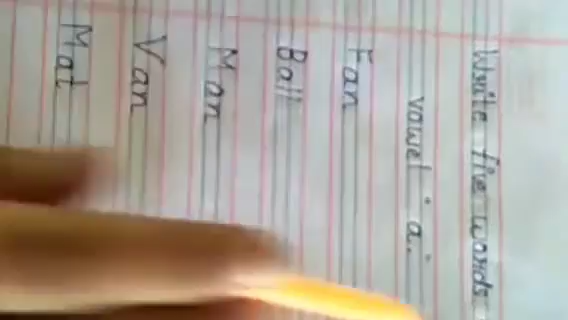 Write five words
vowel "a".
Fan
Ball
Man
Van
Mat